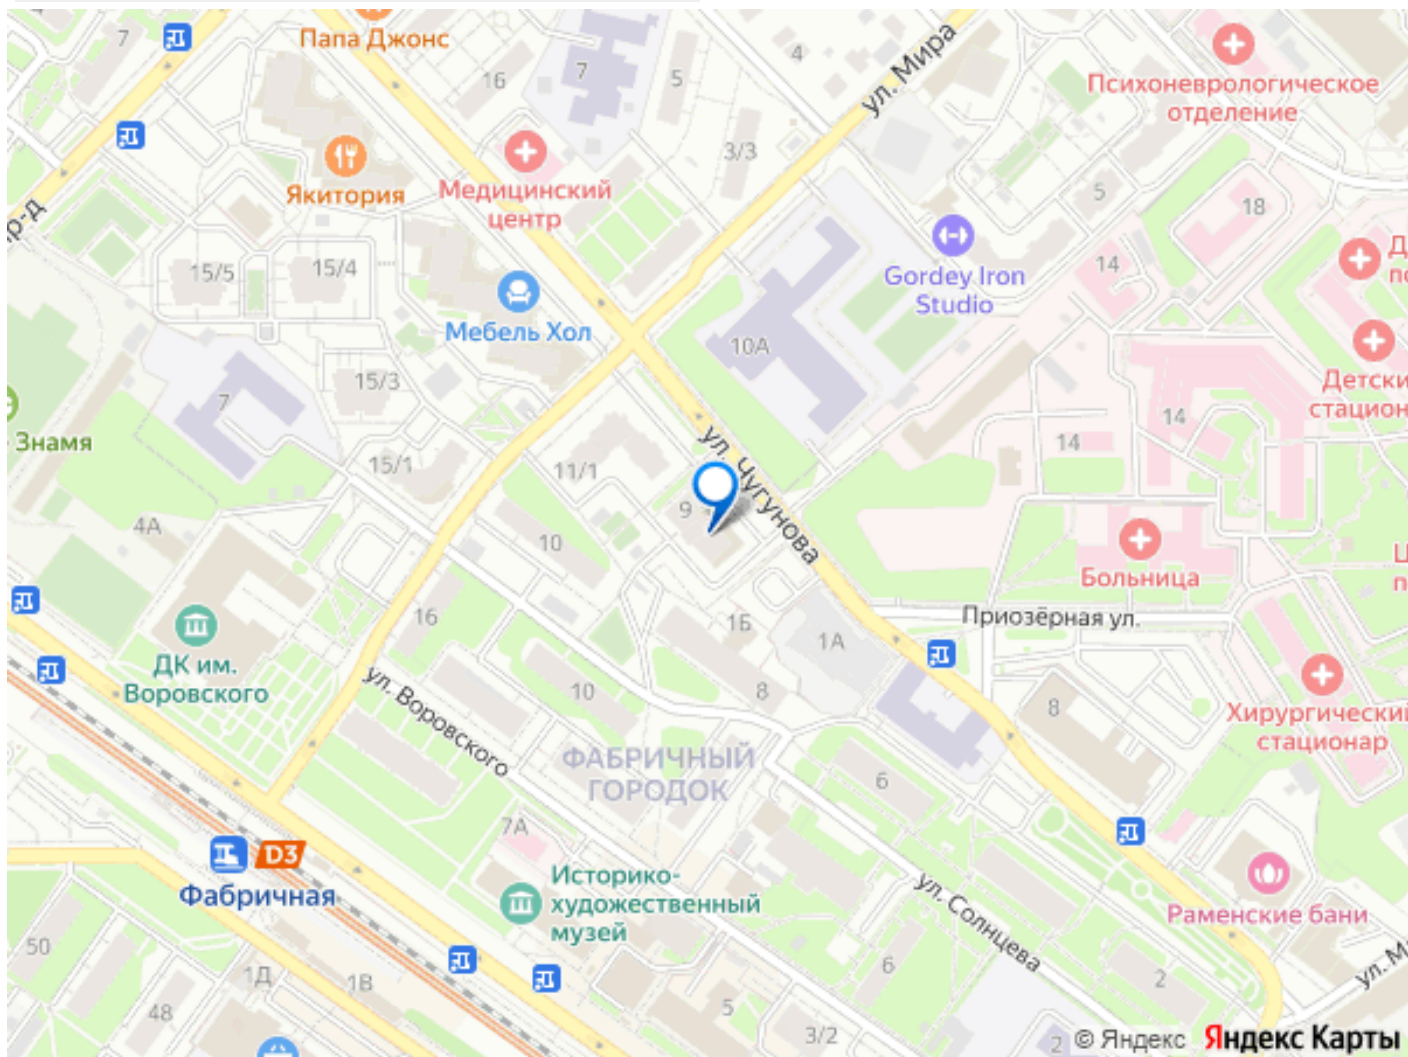 7
Папа Джонс
16
7
5
4
ул. Мира
Психоневрологическое
отделение
3/3
Якитория
Медицинский
центр
5
18
р-д
15/5
15/4
Gordey Iron
Studio
14
Д
по
Мебель Хол
10А
15/3
7
Детски
стацион
Знамя
15/1
11/1
ул. Чугунова
14
14
9
4А
10
Больница
Ц
п
16
1Б
1А
Приозёрная ул.
ДК им.
Воровского
ул. Воровского
10
8
8
Хирургический
стационар
ФАБРИЧНЫЙ
ГОРОДОК
6
7А
D3
Фабричная
Историко-
художественный
музей
ул. Солнцева
Раменские бани
50
1Д
1В
6
2
ул. М
48
5
3/2
2
© Яндекс
Яндекс Карты